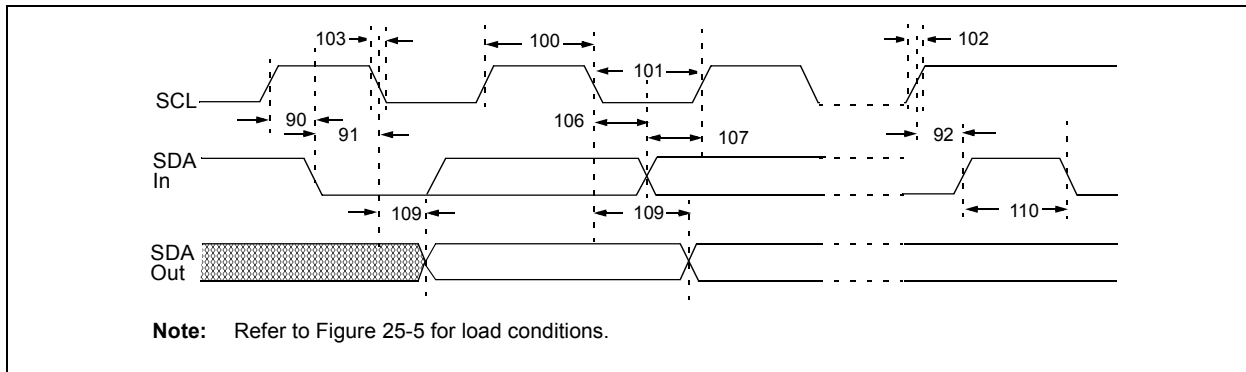 103
100
102
101
SCL
90
91
106
107
92
SDA
In
109
109
110
SDA
Out
Note: Refer to Figure 25-5 for load conditions.